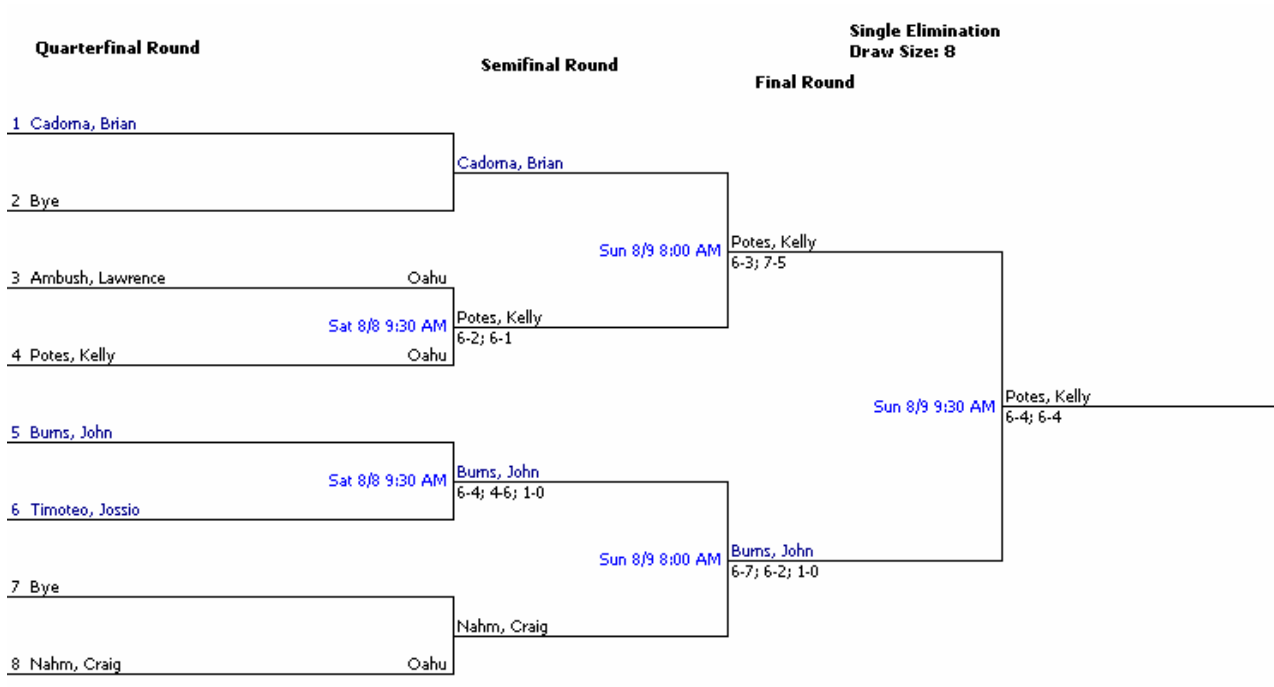 Single Elimination
Draw Size: 8
Quarterfinal Round
Semifinal Round
Final Round
1 Cadorna, Brian
Cadorna, Brian
2 Bye
Sun 8/9 8:00 AM
Potes, Kelly
6-3; 7-5
3 Ambush, Lawrence Oahu
Sat 8/8 9:30 AM
Potes, Kelly
6-2; 6-1
4 Potes, Kelly Oahu
Sun 8/9 9:30 AM
Potes, Kelly
6-4; 6-4
5 Burns, John
Sat 8/8 9:30 AM
Burns, John
6-4; 4-6; 1-0
6 Timoteo, Jossio
Sun 8/9 8:00 AM
Burns, John
6-7; 6-2; 1-0
7 Bye
Nahm, Craig
8 Nahm, Craig Oahu